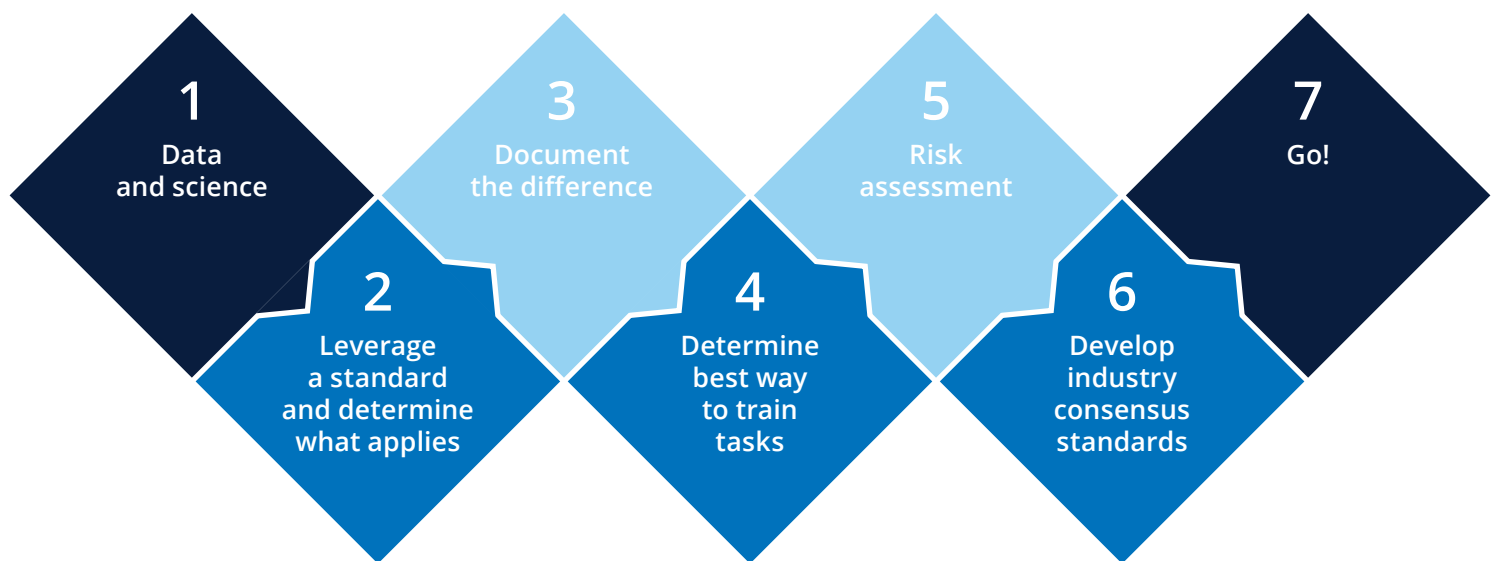 1
Data
and science
2
Leverage
a standard
and determine
what applies
3
Document
the difference
4
Determine
best way
to train
tasks
5
Risk
assessment
6
Develop
industry
consensus
standards
7
Go!